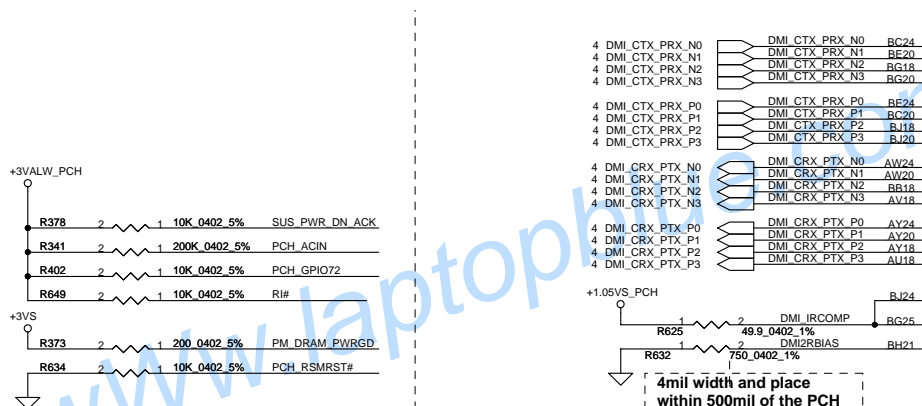 +3VALW_PCH
R378 2 1 10K_0402_5% SUS_PWR_DN_ACK
R341 2 1 200K_0402_5% PCH_ACIN
R402 2 1 10K_0402_5% PCH_GPIO72
R649 2 1 10K_0402_5% RI#
+3VS
R373 2 1 200_0402_5% PM_DRAM_PWRGD
R634 2 1 10K_0402_5% PCH_RSMRST#
4 DMI_CTX_PRX_N0 DMI_CTX_PRX_N0 BC24
4 DMI_CTX_PRX_N1 DMI_CTX_PRX_N1 BE20
4 DMI_CTX_PRX_N2 DMI_CTX_PRX_N2 BG18
4 DMI_CTX_PRX_N3 DMI_CTX_PRX_N3 BG20
4 DMI_CTX_PRX_P0 DMI_CTX_PRX_P0 BE24
4 DMI_CTX_PRX_P1 DMI_CTX_PRX_P1 BC20
4 DMI_CTX_PRX_P2 DMI_CTX_PRX_P2 BJ18
4 DMI_CTX_PRX_P3 DMI_CTX_PRX_P3 BJ20
4 DMI_CRX_PTX_N0 DMI_CRX_PTX_N0 AW24
4 DMI_CRX_PTX_N1 DMI_CRX_PTX_N1 AW20
4 DMI_CRX_PTX_N2 DMI_CRX_PTX_N2 BB18
4 DMI_CRX_PTX_N3 DMI_CRX_PTX_N3 AV18
4 DMI_CRX_PTX_P0 DMI_CRX_PTX_P0 AY24
4 DMI_CRX_PTX_P1 DMI_CRX_PTX_P1 AY20
4 DMI_CRX_PTX_P2 DMI_CRX_PTX_P2 AY18
4 DMI_CRX_PTX_P3 DMI_CRX_PTX_P3 AU18
+1.05VS_PCH
BJ24
R625 1 2 49.9_0402_1% DMI_IRCOMP BG25
R632 1 2 750_0402_1% DMI2RBIAS BH21
4mil width and place
within 500mil of the PCH
www.laptopblue.co